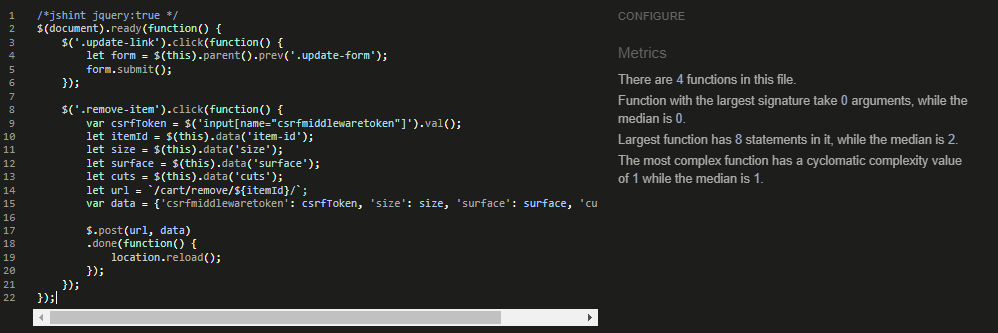 1 /*jshint jquery:true */
2 $(document).ready(function() {
3     $('.update-link').click(function() {
4         let form = $(this).parent().prev('.update-form');
5         form.submit();
6     });
7
8     $('.remove-item').click(function() {
9         var csrfToken = $('input[name="csrfmiddlewaretoken"]').val();
10         let itemId = $(this).data('item-id');
11         let size = $(this).data('size');
12         let surface = $(this).data('surface');
13         let cuts = $(this).data('cuts');
14         let url = `/cart/remove/${itemId}/`;
15         var data = {'csrfmiddlewaretoken': csrfToken, 'size': size, 'surface': surface, 'cu
16
17         $.post(url, data)
18         .done(function() {
19             location.reload();
20         });
21     });
22 });
CONFIGURE
Metrics
There are 4 functions in this file.
Function with the largest signature take 0 arguments, while the
median is 0.
Largest function has 8 statements in it, while the median is 2.
The most complex function has a cyclomatic complexity value
of 1 while the median is 1.